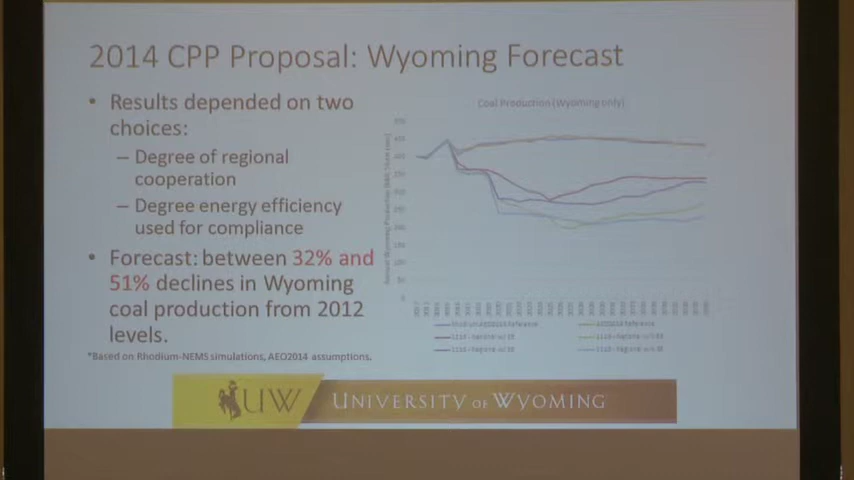 2014 CPP Proposal: Wyoming Forecast
• Results depended on two
choices:
– Degree of regional
cooperation
– Degree energy efficiency
used for compliance
• Forecast: between 32% and
51% declines in Wyoming
coal production from 2012
levels.
*Based on Rhodium-NEMS simulations, AEO2014 assumptions.
Coal Production (Wyoming only)
UW
UNIVERSITY OF WYOMING